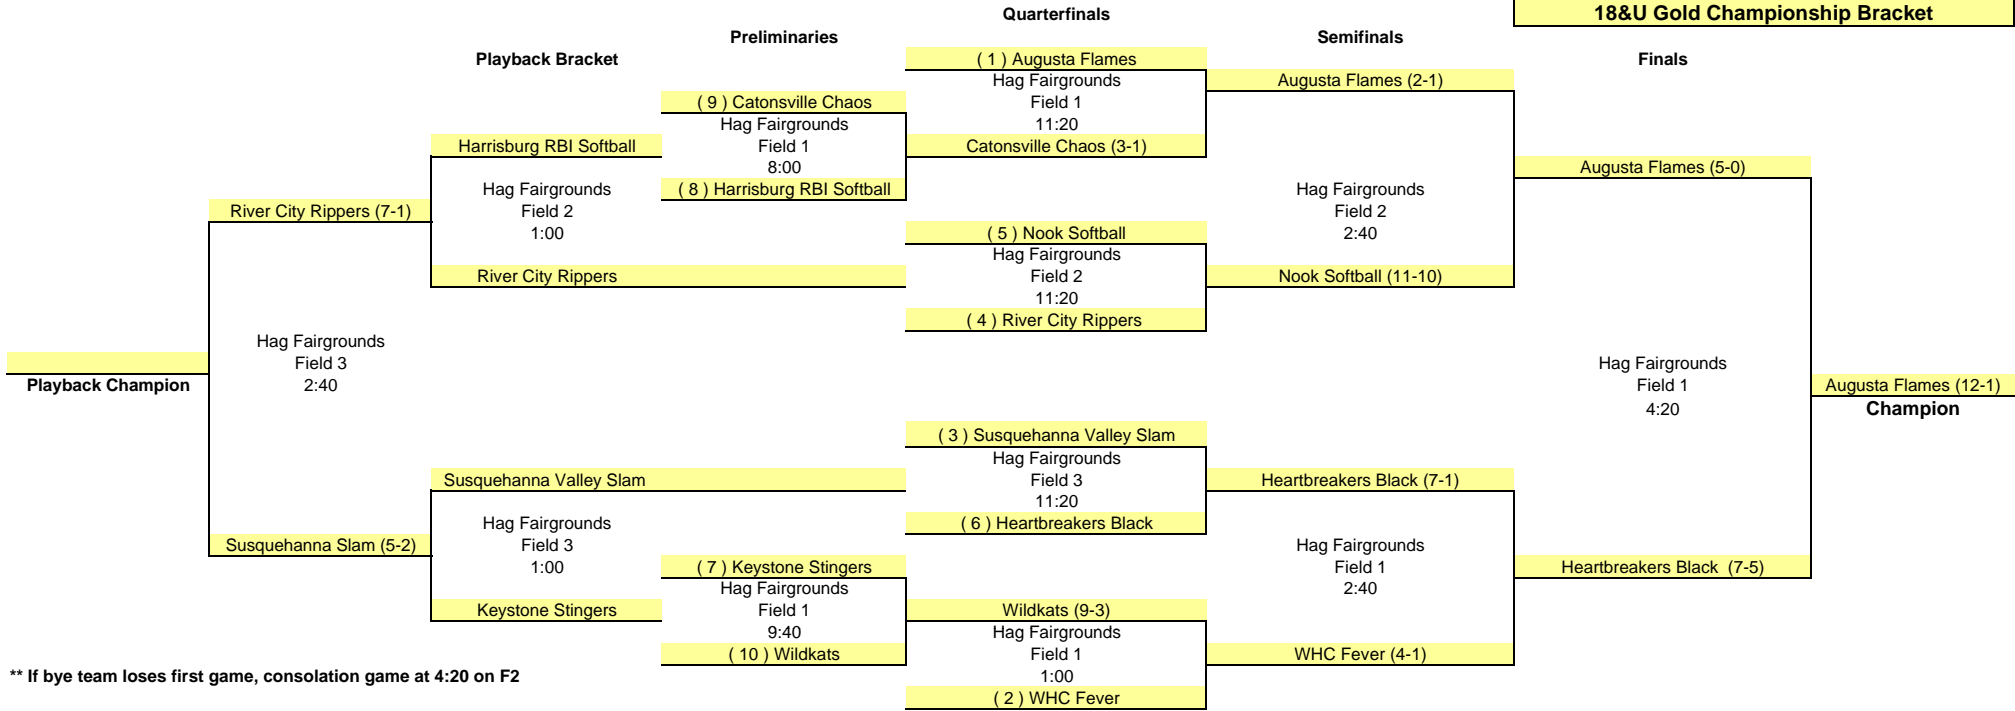 Quarterfinals
18&U Gold Championship Bracket
Preliminaries
Semifinals
Playback Bracket
( 1 ) Augusta Flames
Finals
Hag Fairgrounds
Field 1
11:20
Augusta Flames (2-1)
( 9 ) Catonsville Chaos
Hag Fairgrounds
Field 1
8:00
Harrisburg RBI Softball
Catonsville Chaos (3-1)
Augusta Flames (5-0)
Hag Fairgrounds
Field 2
1:00
( 8 ) Harrisburg RBI Softball
Hag Fairgrounds
Field 2
2:40
River City Rippers (7-1)
( 5 ) Nook Softball
Hag Fairgrounds
Field 2
11:20
River City Rippers
Nook Softball (11-10)
( 4 ) River City Rippers
Hag Fairgrounds
Field 3
2:40
Playback Champion
Hag Fairgrounds
Field 1
4:20
Augusta Flames (12-1)
Champion
( 3 ) Susquehanna Valley Slam
Hag Fairgrounds
Field 3
11:20
Susquehanna Valley Slam
Heartbreakers Black (7-1)
Hag Fairgrounds
Field 3
1:00
( 6 ) Heartbreakers Black
Susquehanna Slam (5-2)
Hag Fairgrounds
Field 1
2:40
( 7 ) Keystone Stingers
Heartbreakers Black (7-5)
Hag Fairgrounds
Field 1
9:40
Keystone Stingers
Wildkats (9-3)
Hag Fairgrounds
Field 1
1:00
( 10 ) Wildkats
WHC Fever (4-1)
** If bye team loses first game, consolation game at 4:20 on F2
( 2 ) WHC Fever